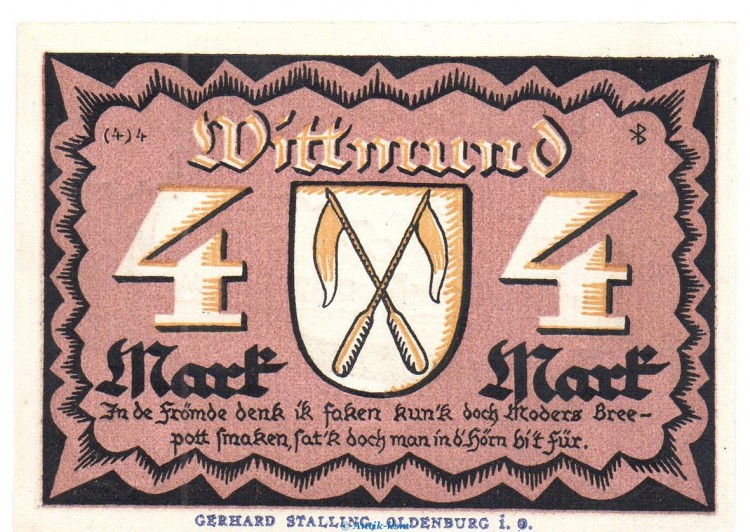 (4) 4
Wittmund
4 4
Mark Mark
In de Frömde denk ik faken kun'k doch Moders Bree-
pott smaken, sat'k doch man in d' Hörn bi't Für.
GERHARD STALLING, OLDENBURG i. O.